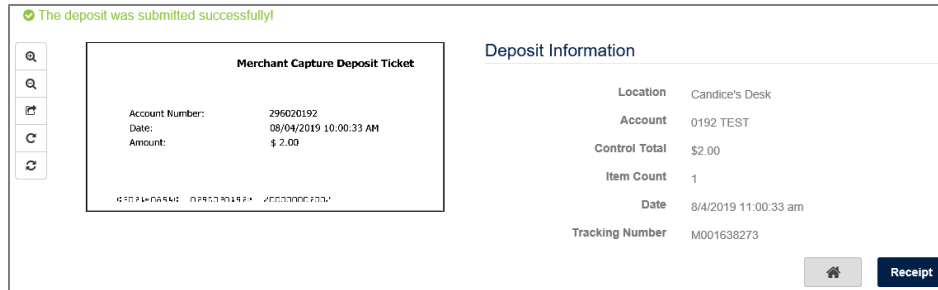 The deposit was submitted successfully!
Merchant Capture Deposit Ticket
Account Number: 296020192
Date: 08/04/2019 10:00:33 AM
Amount: $ 2.00
Deposit Information
Location Candice's Desk
Account 0192 TEST
Control Total $2.00
Item Count 1
Date 8/4/2019 11:00:33 am
Tracking Number M001638273
Receipt